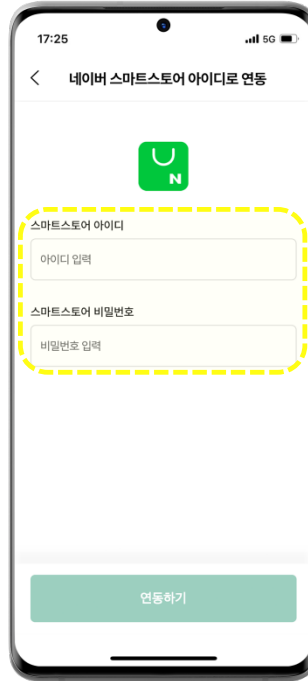 17:25
5G
네이버 스마트스토어 아이디로 연동
N
스마트스토어 아이디
아이디 입력
스마트스토어 비밀번호
비밀번호 입력
연동하기